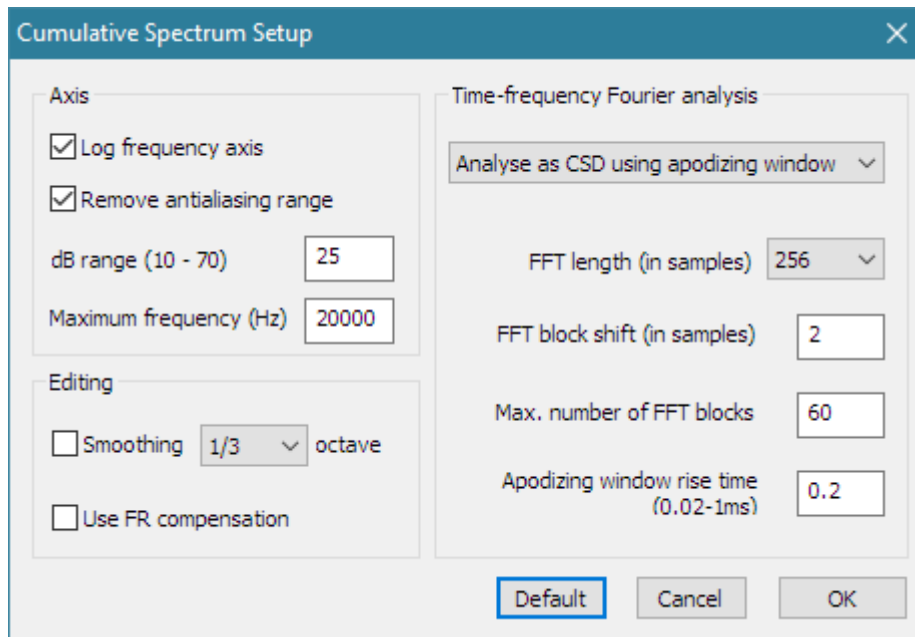 Cumulative Spectrum Setup
Axis
Log frequency axis
Remove antialiasing range
dB range (10 - 70) 25
Maximum frequency (Hz) 20000
Editing
Smoothing 1/3 octave
Use FR compensation
Time-frequency Fourier analysis
Analyse as CSD using apodizing window
FFT length (in samples) 256
FFT block shift (in samples) 2
Max. number of FFT blocks 60
Apodizing window rise time
(0.02-1ms) 0.2
Default Cancel OK